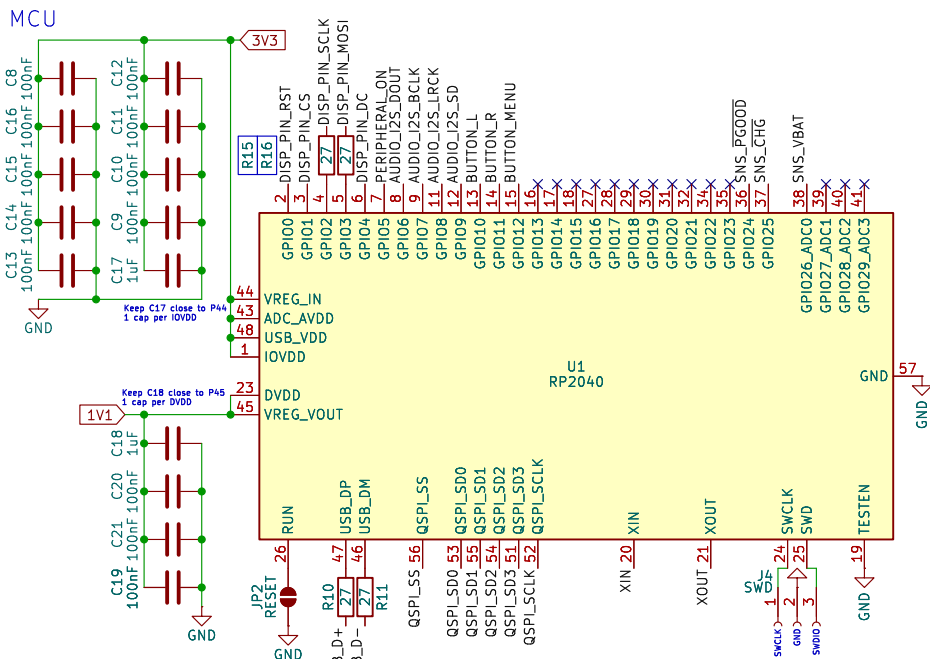 MCU
3V3
C8
100nF
C16
100nF
C15
100nF
C14
100nF
C13
100nF
C12
100nF
C11
100nF
C10
100nF
C9
100nF
C17
1uF
GND
Keep C17 close to P44
1 cap per IOVDD
R15
R16
27
27
DISP_PIN_RST
DISP_PIN_CS
DISP_PIN_SCLK
DISP_PIN_MOSI
DISP_PIN_DC
PERIPHERAL_ON
AUDIO_I2S_DOUT
AUDIO_I2S_BCLK
AUDIO_I2S_LRCK
AUDIO_I2S_SD
BUTTON_L
BUTTON_R
BUTTON_MENU
SNS_PGOOD
SNS_CHG
SNS_VBAT
2
3
4
5
6
7
8
9
11
12
13
14
15
16
17
18
27
28
29
30
31
32
34
35
36
37
38
39
40
41
GPIO0
GPIO1
GPIO2
GPIO3
GPIO4
GPIO5
GPIO6
GPIO7
GPIO8
GPIO9
GPIO10
GPIO11
GPIO12
GPIO13
GPIO14
GPIO15
GPIO16
GPIO17
GPIO18
GPIO19
GPIO20
GPIO21
GPIO22
GPIO23
GPIO24
GPIO25
GPIO26_ADC0
GPIO27_ADC1
GPIO28_ADC2
GPIO29_ADC3
44 VREG_IN
43 ADC_AVDD
48 USB_VDD
1 IOVDD
23 DVDD
45 VREG_VOUT
U1
RP2040
GND 57
GND
Keep C18 close to P45
1 cap per DVDD
1V1
C18
1uF
C20
100nF
C21
100nF
C19
100nF
GND
RUN
USB_DP
USB_DM
QSPI_SS
QSPI_SD0
QSPI_SD1
QSPI_SD2
QSPI_SD3
QSPI_SCLK
XIN
XOUT
SWCLK
SWD
TESTEN
26
47
46
56
53
55
54
51
52
20
21
24
25
19
JP2
RESET
GND
R10
27
27
R11
B_D+
B_D-
QSPI_SS
QSPI_SD0
QSPI_SD1
QSPI_SD2
QSPI_SD3
QSPI_SCLK
XIN
XOUT
J4
SWD
1
2
3
SWCLK
GND
SWDIO
GND